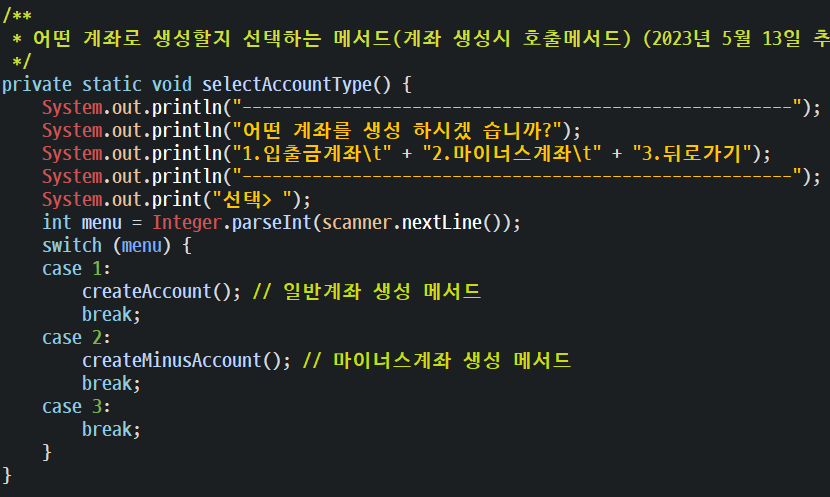 /**
 * 어떤 계좌로 생성할지 선택하는 메서드(계좌 생성시 호출메서드) (2023년 5월 13일 추
 */
private static void selectAccountType() {
    System.out.println("-------------------------------------------------------");
    System.out.println("어떤 계좌를 생성 하시겠 습니까?");
    System.out.println("1.입출금계좌\t" + "2.마이너스계좌\t" + "3.뒤로가기");
    System.out.println("-------------------------------------------------------");
    System.out.print("선택> ");
    int menu = Integer.parseInt(scanner.nextLine());
    switch (menu) {
    case 1:
        createAccount(); // 일반계좌 생성 메서드
        break;
    case 2:
        createMinusAccount(); // 마이너스계좌 생성 메서드
        break;
    case 3:
        break;
    }
}